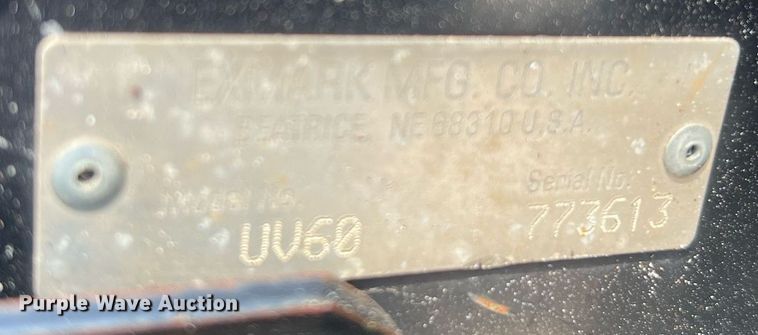 EXMARK MFG. CO. INC.
BEATRICE, NE 68310 U.S.A.
Model No. Serial No.
UV60 773613
Purple Wave Auction